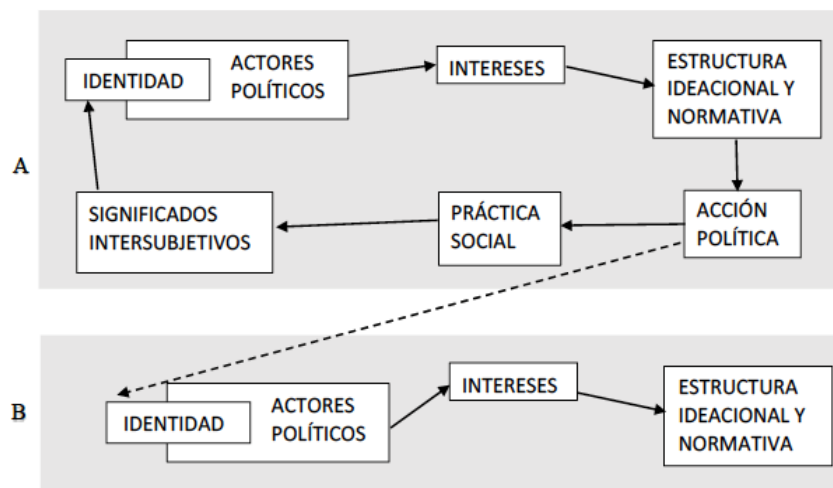 A
IDENTIDAD
ACTORES
POLÍTICOS
INTERESES
ESTRUCTURA
IDEACIONAL Y
NORMATIVA
SIGNIFICADOS
INTERSUBJETIVOS
PRÁCTICA
SOCIAL
ACCIÓN
POLÍTICA
B
IDENTIDAD
ACTORES
POLÍTICOS
INTERESES
ESTRUCTURA
IDEACIONAL Y
NORMATIVA